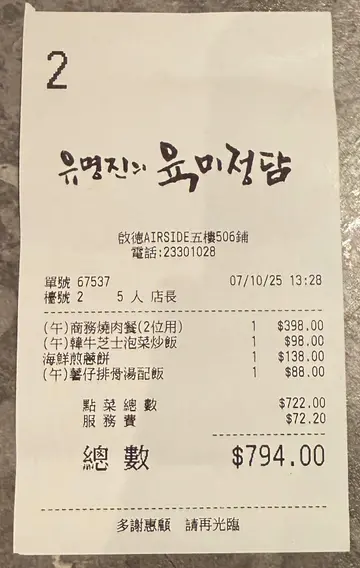 2
유명진의 육미정담
啟德AIRSIDE五樓506鋪
電話:23301028
單號 67537 07/10/25 13:28
檯號 2 5 人 店長
(午)商務燒肉餐(2位用) 1 $398.00
(午)韓牛芝士泡菜炒飯 1 $98.00
海鮮煎蔥餅 1 $138.00
(午)薯仔排骨湯配飯 1 $88.00
點菜總數 $722.00
服務費 $72.20
總數 $794.00
多謝惠顧 請再光臨